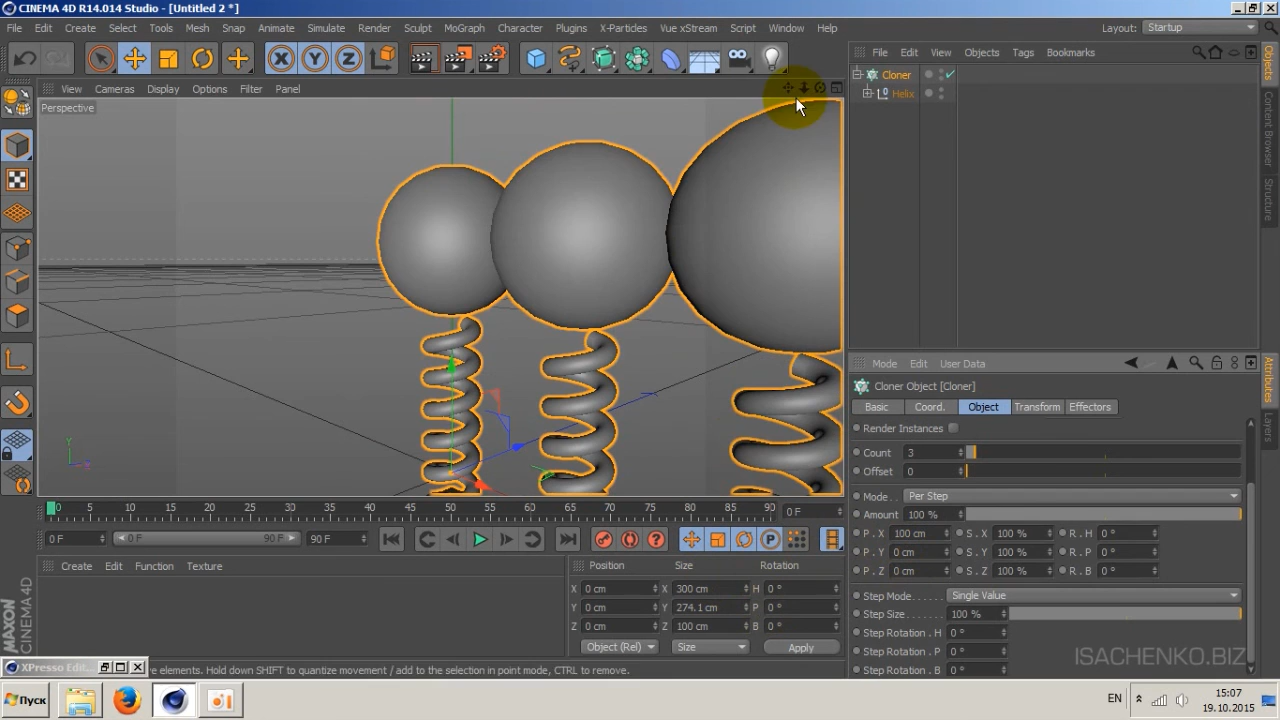 CINEMA 4D R14.014 Studio - [Untitled 2 *]
File Edit Create Select Tools Mesh Snap Animate Simulate Render Sculpt MoGraph Character Plugins X-Particles Vue xStream Script Window Help Layout: Startup
X Y Z
File Edit View Objects Tags Bookmarks
View Cameras Display Options Filter Panel
Perspective
Cloner
0 Helix
Objects
Content Browser
Structure
Y
Mode Edit User Data
Cloner Object [Cloner]
Basic Coord. Object Transform Effectors
Render Instances
Count 3
Offset 0
Mode Per Step
Amount 100 %
P . X 100 cm S . X 100 % R . H 0 °
P . Y 0 cm S . Y 100 % R . P 0 °
P . Z 0 cm S . Z 100 % R . B 0 °
Step Mode Single Value
Step Size 100 %
Step Rotation . H 0 °
Step Rotation . P 0 °
Step Rotation . B 0 °
Attributes
Layers
0 5 10 15 20 25 30 35 40 45 50 55 60 65 70 75 80 85 90 0 F
0 F 0 F 90 F 90 F P
Create Edit Function Texture
Position Size Rotation
X 0 cm X 300 cm H 0 °
Y 0 cm Y 274.1 cm P 0 °
Z 0 cm Z 100 cm B 0 °
Object (Rel) Size Apply
MAXON
CINEMA 4D
XPresso Edit...
e elements. Hold down SHIFT to quantize movement / add to the selection in point mode, CTRL to remove.
ISACHENKO.BIZ
Пуск
EN
15:07
19.10.2015